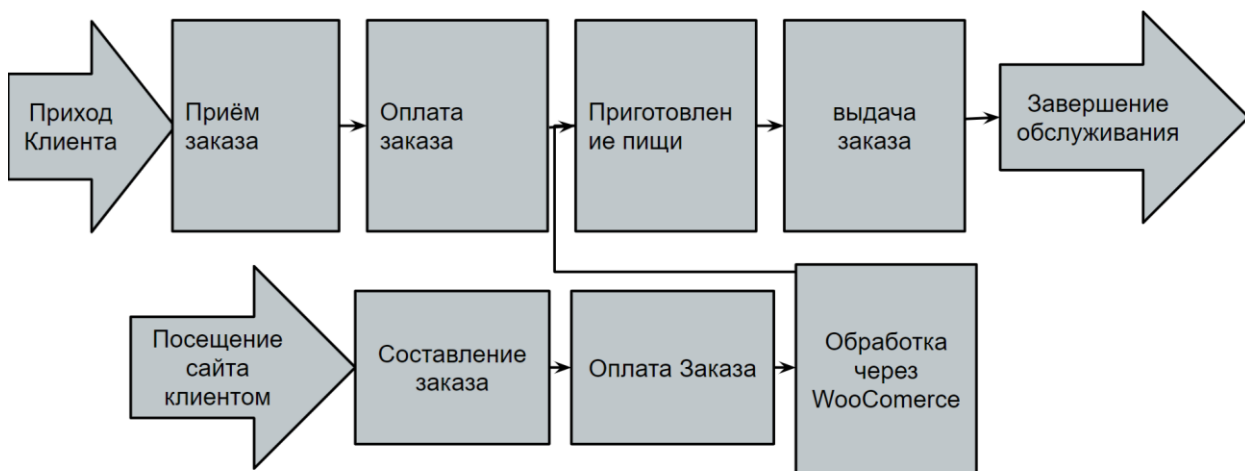 Приход
Клиента
Приём
заказа
Оплата
заказа
Приготовлен
ие пищи
выдача
заказа
Завершение
обслуживания
Посещение
сайта
клиентом
Составление
заказа
Оплата Заказа
Обработка
через
WooComerce